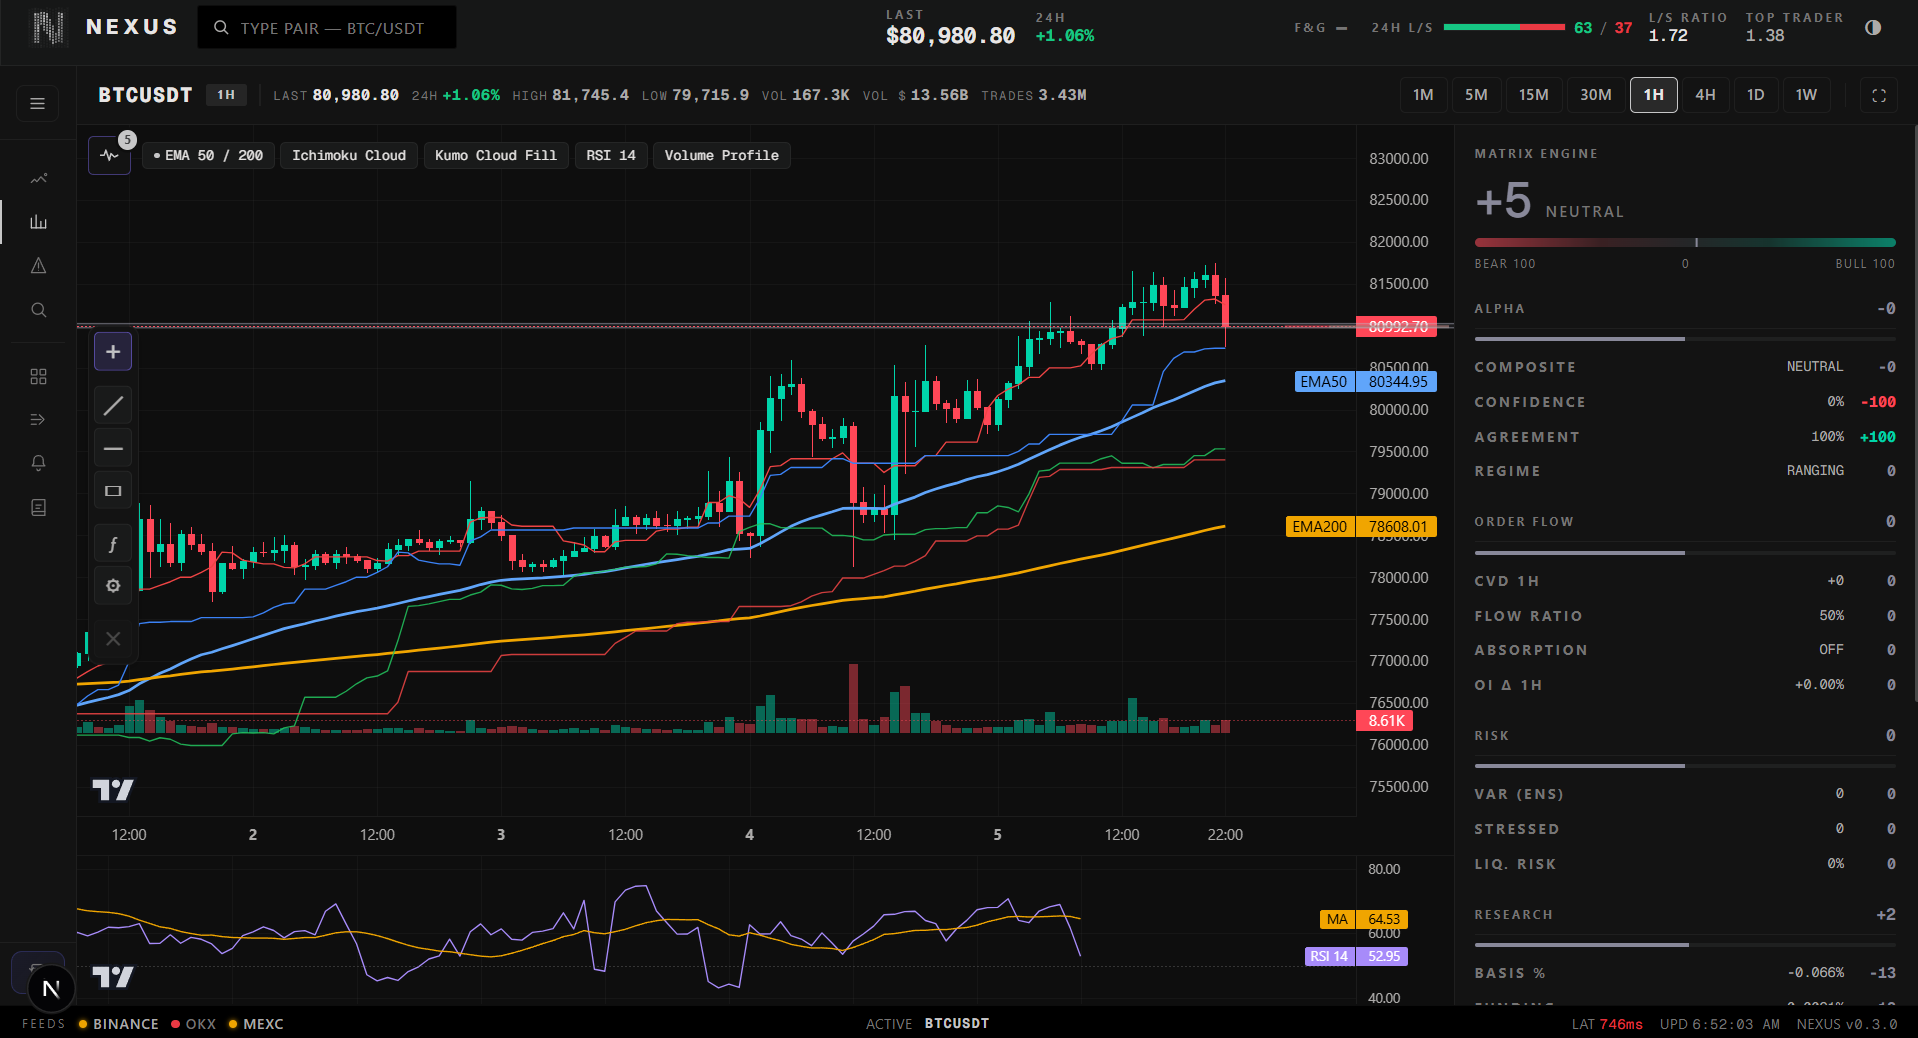 NEXUS
TYPE PAIR — BTC/USDT
LAST
$80,980.80
24H
+1.06%
F&G —
24H L/S 63 / 37
L/S RATIO
1.72
TOP TRADER
1.38
BTCUSDT 1H LAST 80,980.80 24H +1.06% HIGH 81,745.4 LOW 79,715.9 VOL 167.3K VOL $ 13.56B TRADES 3.43M
1M 5M 15M 30M 1H 4H 1D 1W
5
EMA 50 / 200 Ichimoku Cloud Kumo Cloud Fill RSI 14 Volume Profile
83000.00
82500.00
82000.00
81500.00
80992.70
80500.00
EMA50 80344.95
80000.00
79500.00
79000.00
EMA200 78608.01
78500.00
78000.00
77500.00
77000.00
76500.00
8.61K
76000.00
75500.00
12:00 2 12:00 3 12:00 4 12:00 5 12:00 22:00
80.00
MA 64.53
60.00
RSI 14 52.95
40.00
MATRIX ENGINE
+5 NEUTRAL
BEAR 100 0 BULL 100
ALPHA -0
COMPOSITE NEUTRAL -0
CONFIDENCE 0% -100
AGREEMENT 100% +100
REGIME RANGING 0
ORDER FLOW 0
CVD 1H +0 0
FLOW RATIO 50% 0
ABSORPTION OFF 0
OI Δ 1H +0.00% 0
RISK 0
VAR (ENS) 0 0
STRESSED 0 0
LIQ. RISK 0% 0
RESEARCH +2
BASIS % -0.066% -13
N
FEEDS BINANCE OKX MEXC
ACTIVE BTCUSDT
LAT 746ms UPD 6:52:03 AM NEXUS v0.3.0